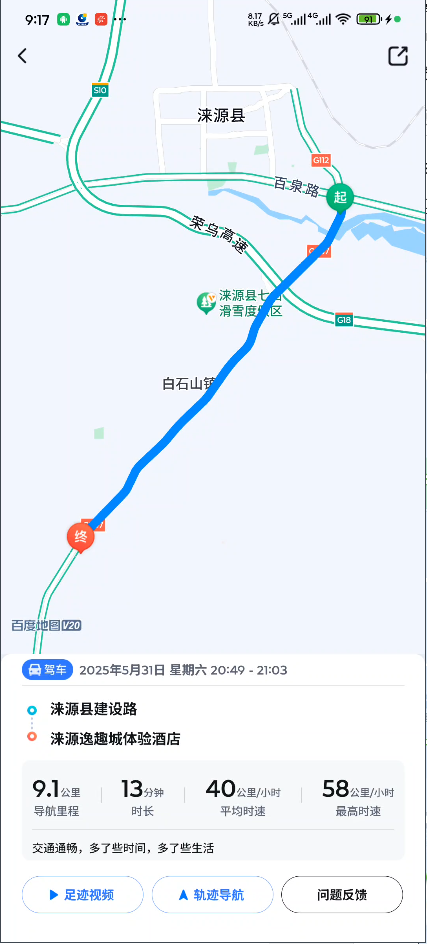 9:17
8.17 KB/s 5G 4G 91
S10
涞源县
G112
百泉路
起
荣乌高速
涞源县七
滑雪度假区
G18
白石山镇
终
百度地图V20
驾车 2025年5月31日 星期六 20:49 - 21:03
涞源县建设路
涞源逸趣城体验酒店
9.1公里 13分钟 40公里/小时 58公里/小时
导航里程 时长 平均时速 最高时速
交通通畅，多了些时间，多了些生活
足迹视频 轨迹导航 问题反馈